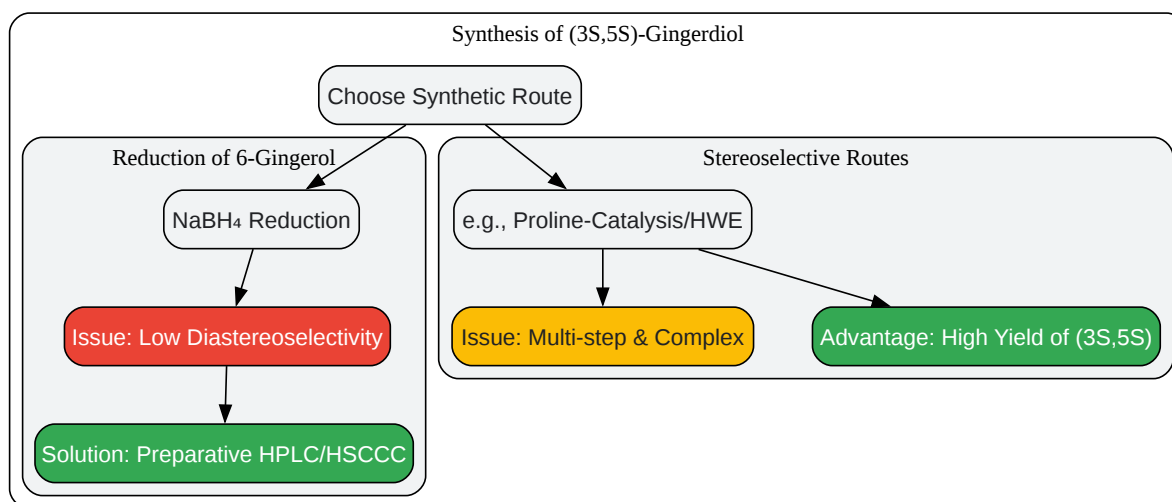 Synthesis of (3S,5S)-Gingerdiol
Choose Synthetic Route
Reduction of 6-Gingerol
Stereoselective Routes
NaBH₄ Reduction
e.g., Proline-Catalysis/HWE
Issue: Low Diastereoselectivity
Issue: Multi-step & Complex
Advantage: High Yield of (3S,5S)
Solution: Preparative HPLC/HSCCC